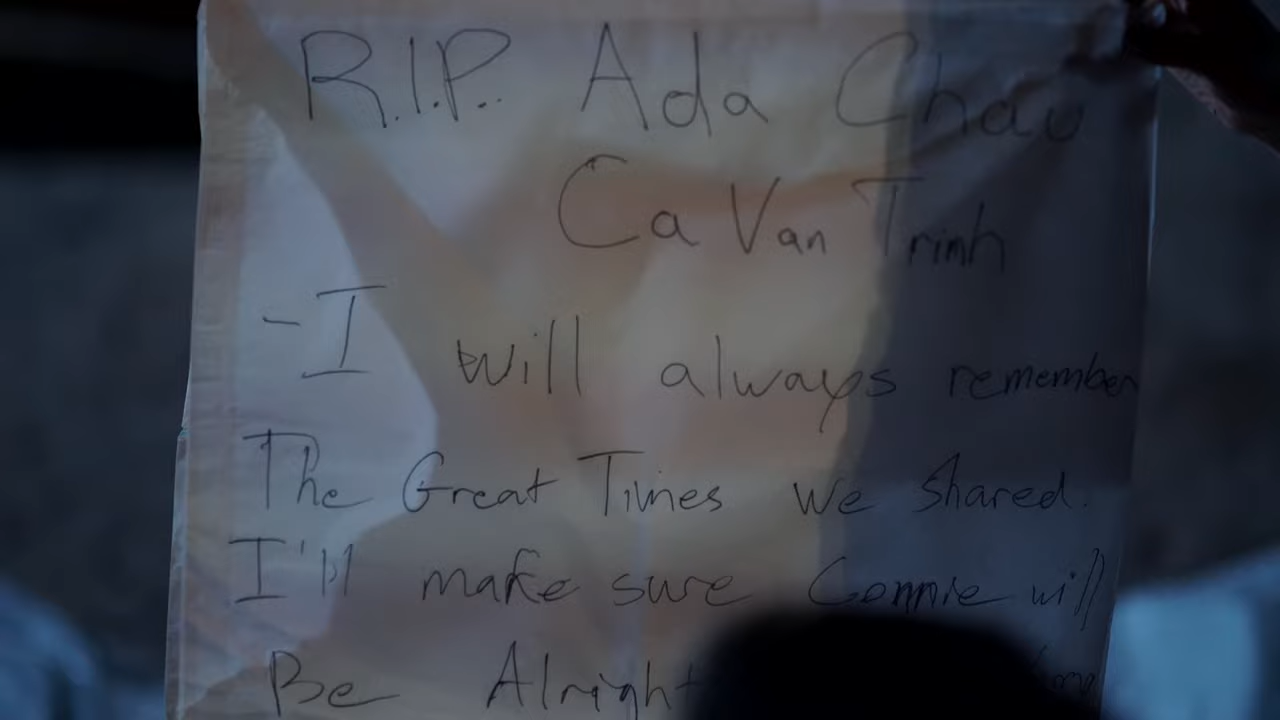 R.I.P. Ada Chau
Ca Van Trinh
- I will always remember
The Great Times we shared.
I'll make sure Connie will
Be Alright